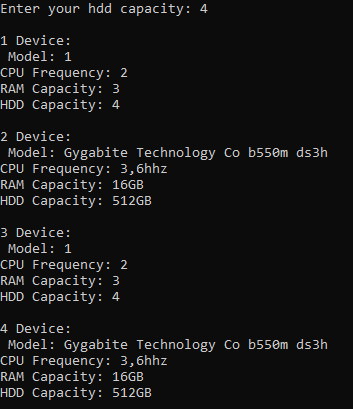 Enter your hdd capacity: 4
1 Device:
Model: 1
CPU Frequency: 2
RAM Capacity: 3
HDD Capacity: 4
2 Device:
Model: Gygabite Technology Co b550m ds3h
CPU Frequency: 3,6hhz
RAM Capacity: 16GB
HDD Capacity: 512GB
3 Device:
Model: 1
CPU Frequency: 2
RAM Capacity: 3
HDD Capacity: 4
4 Device:
Model: Gygabite Technology Co b550m ds3h
CPU Frequency: 3,6hhz
RAM Capacity: 16GB
HDD Capacity: 512GB